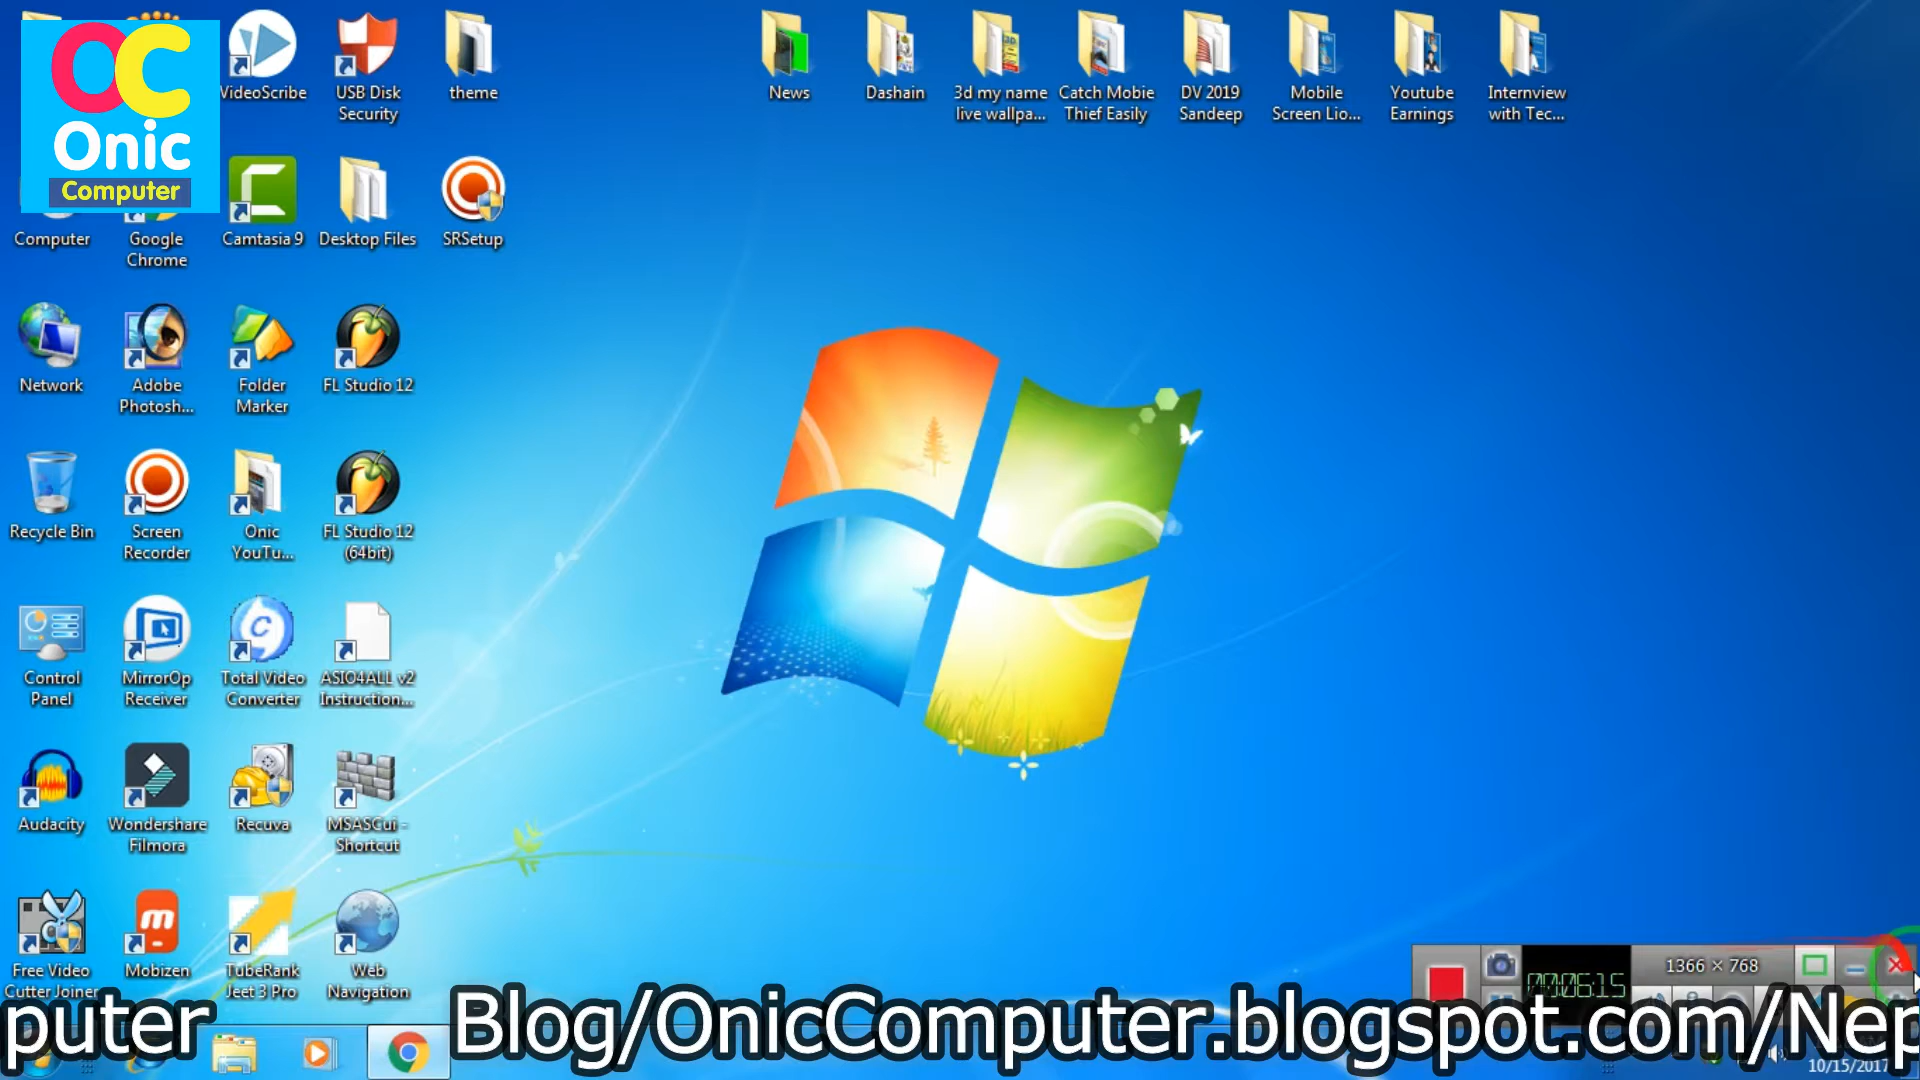 OC
Onic
Computer
VideoScribe
USB Disk
Security
theme
News
Dashain
3d my name
live wallpa...
Catch Mobie
Thief Easily
DV 2019
Sandeep
Mobile
Screen Lio...
Youtube
Earnings
Internview
with Tec...
Computer
Google
Chrome
Camtasia 9
Desktop Files
SRSetup
Network
Adobe
Photosh...
Folder
Marker
FL Studio 12
Recycle Bin
Screen
Recorder
Onic
YouTu...
FL Studio 12
(64bit)
Control
Panel
MirrorOp
Receiver
Total Video
Converter
ASIO4ALL v2
Instruction...
Audacity
Wondershare
Filmora
Recuva
MSASCui -
Shortcut
Free Video
Cutter Joiner
Mobizen
TubeRank
Jeet 3 Pro
Web
Navigation
1366 × 768
00:06:15
puter
Blog/OnicComputer.blogspot.com/Nep
10/15/2017